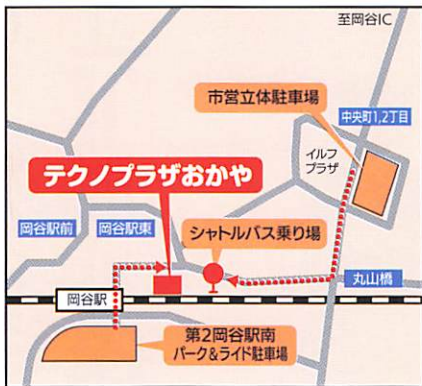 至岡谷IC
市営立体駐車場
中央町1,2丁目
イルフ
プラザ
テクノプラザおかや
岡谷駅前
岡谷駅東
シャトルバス乗り場
丸山橋
岡谷駅
第2岡谷駅南
パーク&ライド駐車場